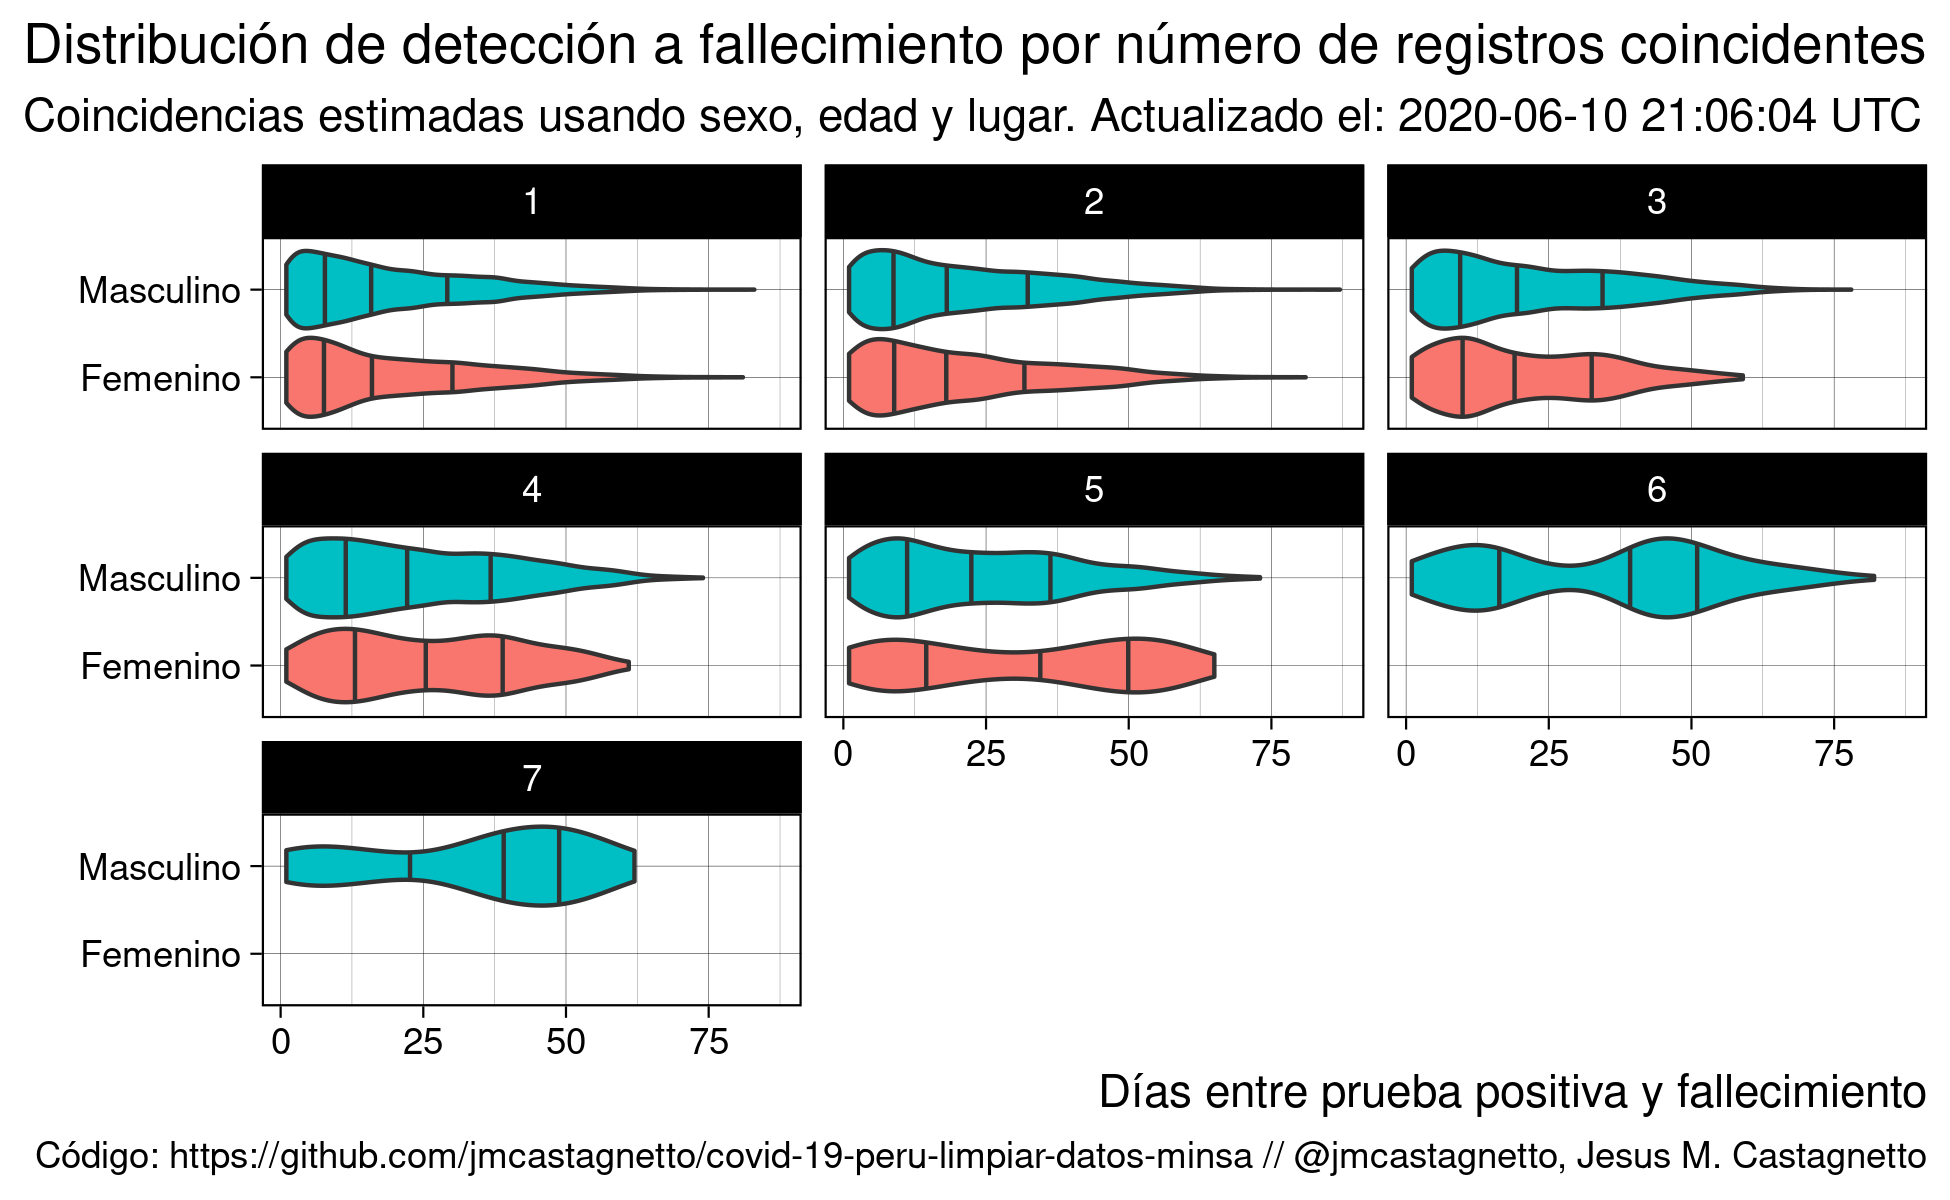 Distribución de detección a fallecimiento por número de registros coincidentes
Coincidencias estimadas usando sexo, edad y lugar. Actualizado el: 2020-06-10 21:06:04 UTC
1 2 3
Masculino
Femenino
4 5 6
Masculino
Femenino
0 25 50 75 0 25 50 75
7
Masculino
Femenino
0 25 50 75
Días entre prueba positiva y fallecimiento
Código: https://github.com/jmcastagnetto/covid-19-peru-limpiar-datos-minsa // @jmcastagnetto, Jesus M. Castagnetto